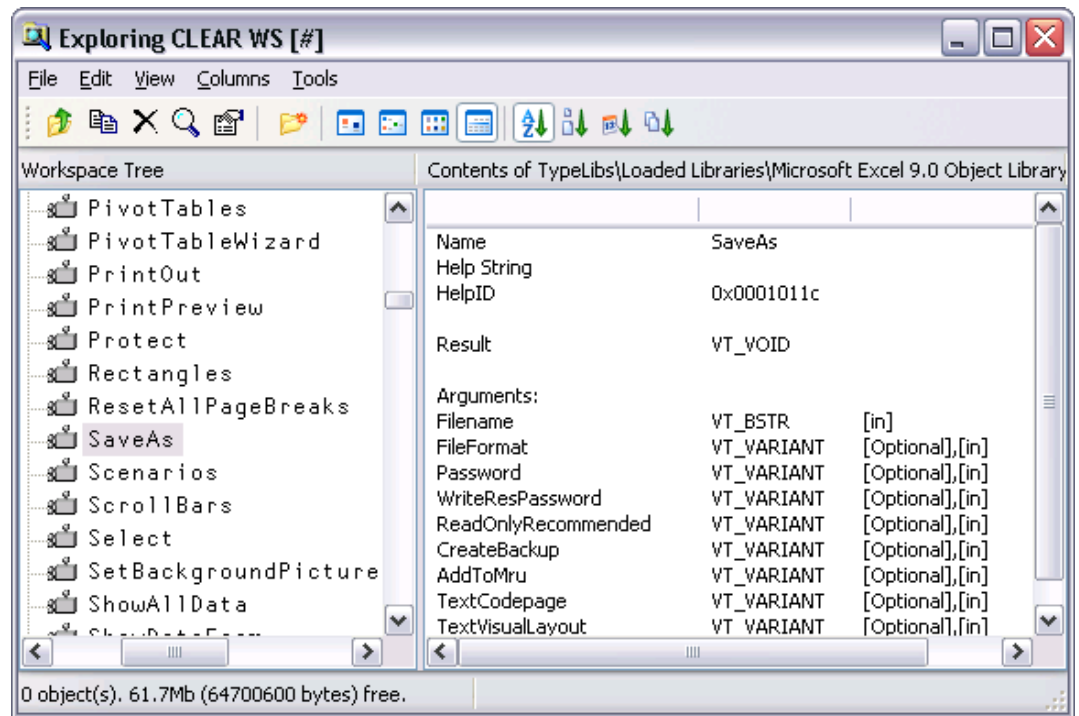 Exploring CLEAR WS [#]
File Edit View Columns Tools
Workspace Tree
Contents of TypeLibs\Loaded Libraries\Microsoft Excel 9.0 Object Library
PivotTables
PivotTableWizard
PrintOut
PrintPreview
Protect
Rectangles
ResetAllPageBreaks
SaveAs
Scenarios
ScrollBars
Select
SetBackgroundPicture
ShowAllData
Name SaveAs
Help String
HelpID 0x0001011c
Result VT_VOID
Arguments:
Filename VT_BSTR [in]
FileFormat VT_VARIANT [Optional],[in]
Password VT_VARIANT [Optional],[in]
WriteResPassword VT_VARIANT [Optional],[in]
ReadOnlyRecommended VT_VARIANT [Optional],[in]
CreateBackup VT_VARIANT [Optional],[in]
AddToMru VT_VARIANT [Optional],[in]
TextCodepage VT_VARIANT [Optional],[in]
TextVisualLayout VT_VARIANT [Optional],[in]
0 object(s). 61.7Mb (64700600 bytes) free.